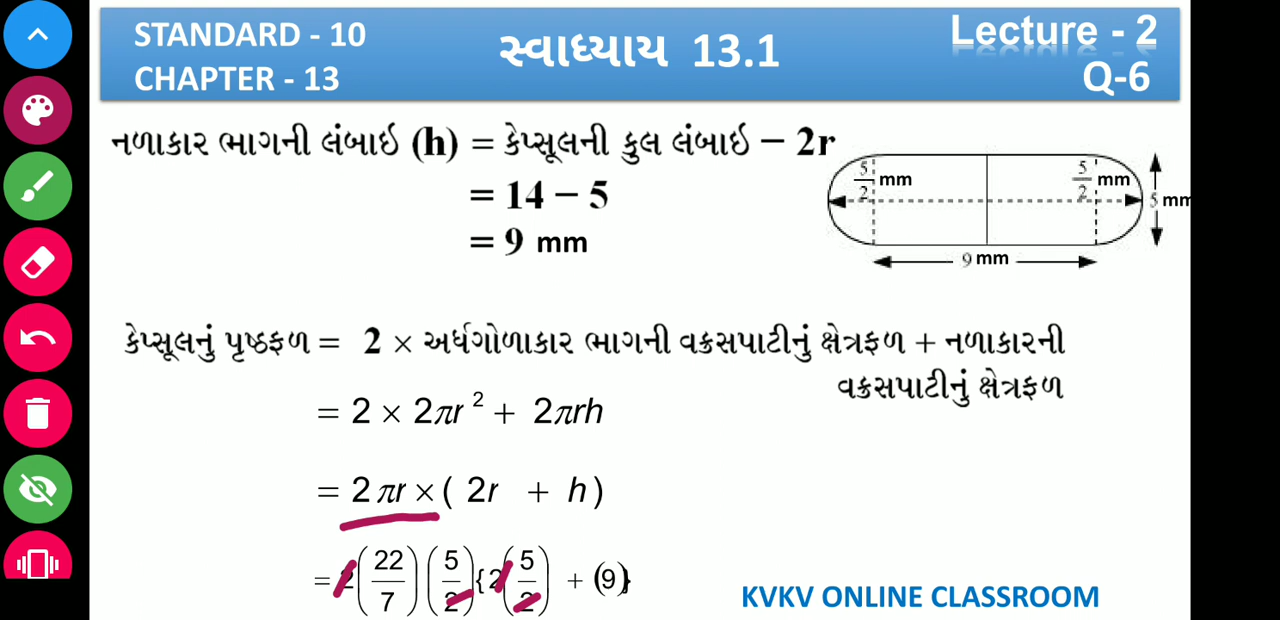 STANDARD - 10
CHAPTER - 13
સ્વાધ્યાય 13.1
Lecture - 2
Q-6
નળાકાર ભાગની લંબાઇ (h) = કેપ્સૂલની કુલ લંબાઇ − 2r
= 14 − 5
= 9 mm
5/2 mm
5/2 mm
5 mm
9 mm
કેપ્સૂલનું પૃષ્ઠફળ = 2 × અર્ધગોળાકાર ભાગની વક્રસપાટીનું ક્ષેત્રફળ + નળાકારની
વક્રસપાટીનું ક્ષેત્રફળ
= 2 × 2πr² + 2πrh
= 2πr × ( 2r + h)
= 2(22/7)(5/2){2(5/2) + (9)}
KVKV ONLINE CLASSROOM